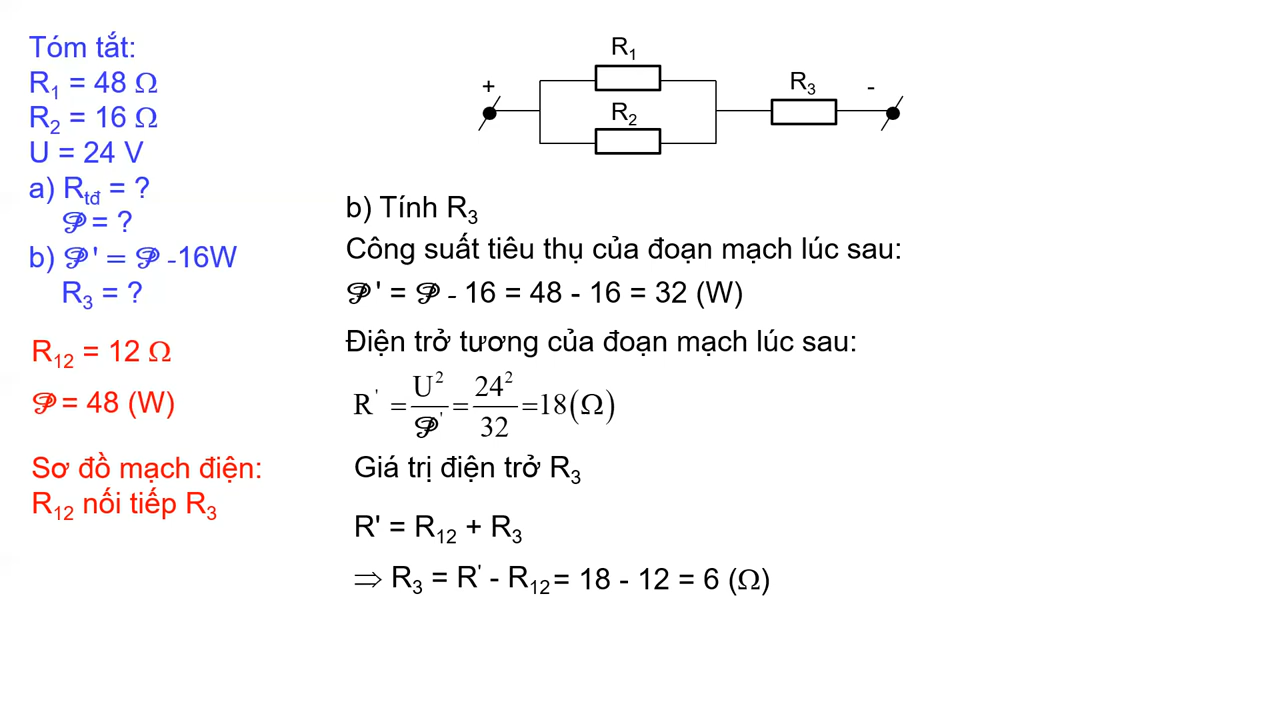 Tóm tắt:
R₁ = 48 Ω
R₂ = 16 Ω
U = 24 V
a) Rtđ = ?
𝒫 = ?
b) 𝒫 ' = 𝒫 -16W
R₃ = ?
R₁₂ = 12 Ω
𝒫 = 48 (W)
Sơ đồ mạch điện:
R₁₂ nối tiếp R₃
R₁
+
R₂
R₃
-
b) Tính R₃
Công suất tiêu thụ của đoạn mạch lúc sau:
𝒫 ' = 𝒫 - 16 = 48 - 16 = 32 (W)
Điện trở tương của đoạn mạch lúc sau:
R' = U²/𝒫' = 24²/32 = 18(Ω)
Giá trị điện trở R₃
R' = R₁₂ + R₃
⇒ R₃ = R' - R₁₂ = 18 - 12 = 6 (Ω)